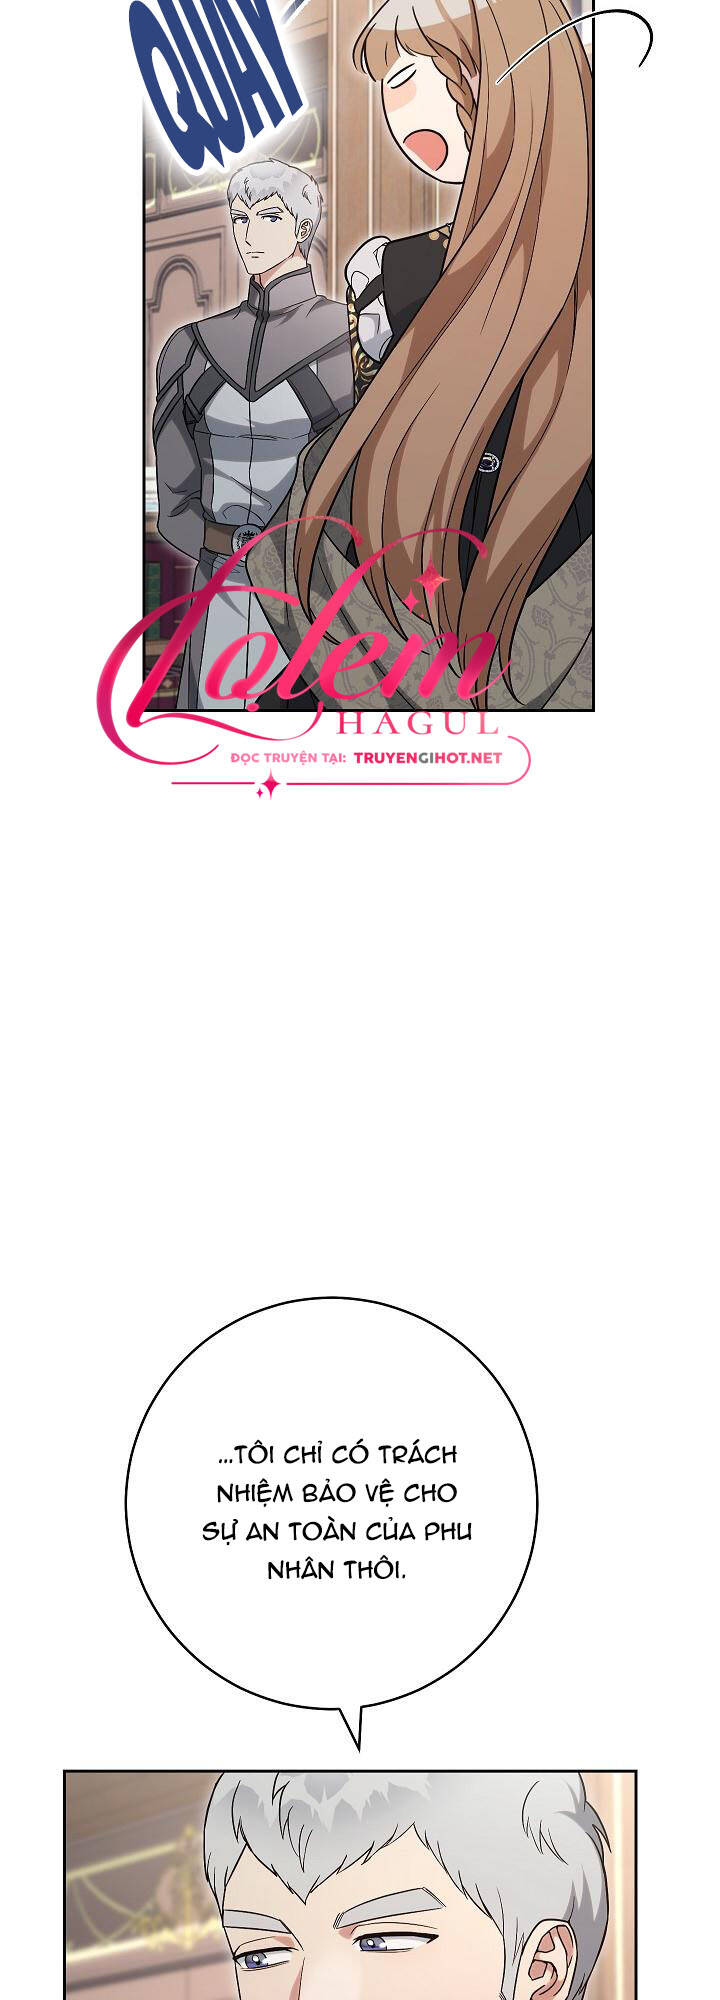 QUAY
Lọlem
HAGUL
ĐỌC TRUYỆN TẠI: TRUYENGIHOT.NET
...TÔI CHỈ CÓ TRÁCH
NHIỆM BẢO VỆ CHO
SỰ AN TOÀN CỦA PHU
NHÂN THÔI.